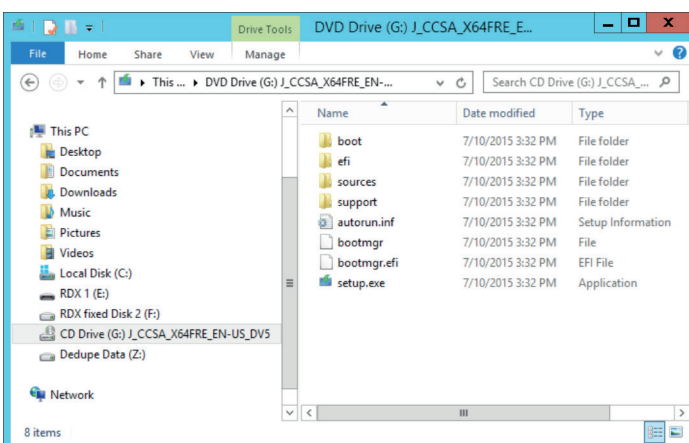 Drive Tools DVD Drive (G:) J_CCSA_X64FRE_E...
File Home Share View Manage
This ... DVD Drive (G:) J_CCSA_X64FRE_EN-... Search CD Drive (G:) J_CCSA_...
Name Date modified Type
This PC
Desktop
Documents
Downloads
Music
Pictures
Videos
Local Disk (C:)
RDX 1 (E:)
RDX fixed Disk 2 (F:)
CD Drive (G:) J_CCSA_X64FRE_EN-US_DV5
Dedupe Data (Z:)
Network
boot 7/10/2015 3:32 PM File folder
efi 7/10/2015 3:32 PM File folder
sources 7/10/2015 3:32 PM File folder
support 7/10/2015 3:32 PM File folder
autorun.inf 7/10/2015 3:32 PM Setup Information
bootmgr 7/10/2015 3:32 PM File
bootmgr.efi 7/10/2015 3:32 PM EFI File
setup.exe 7/10/2015 3:32 PM Application
8 items